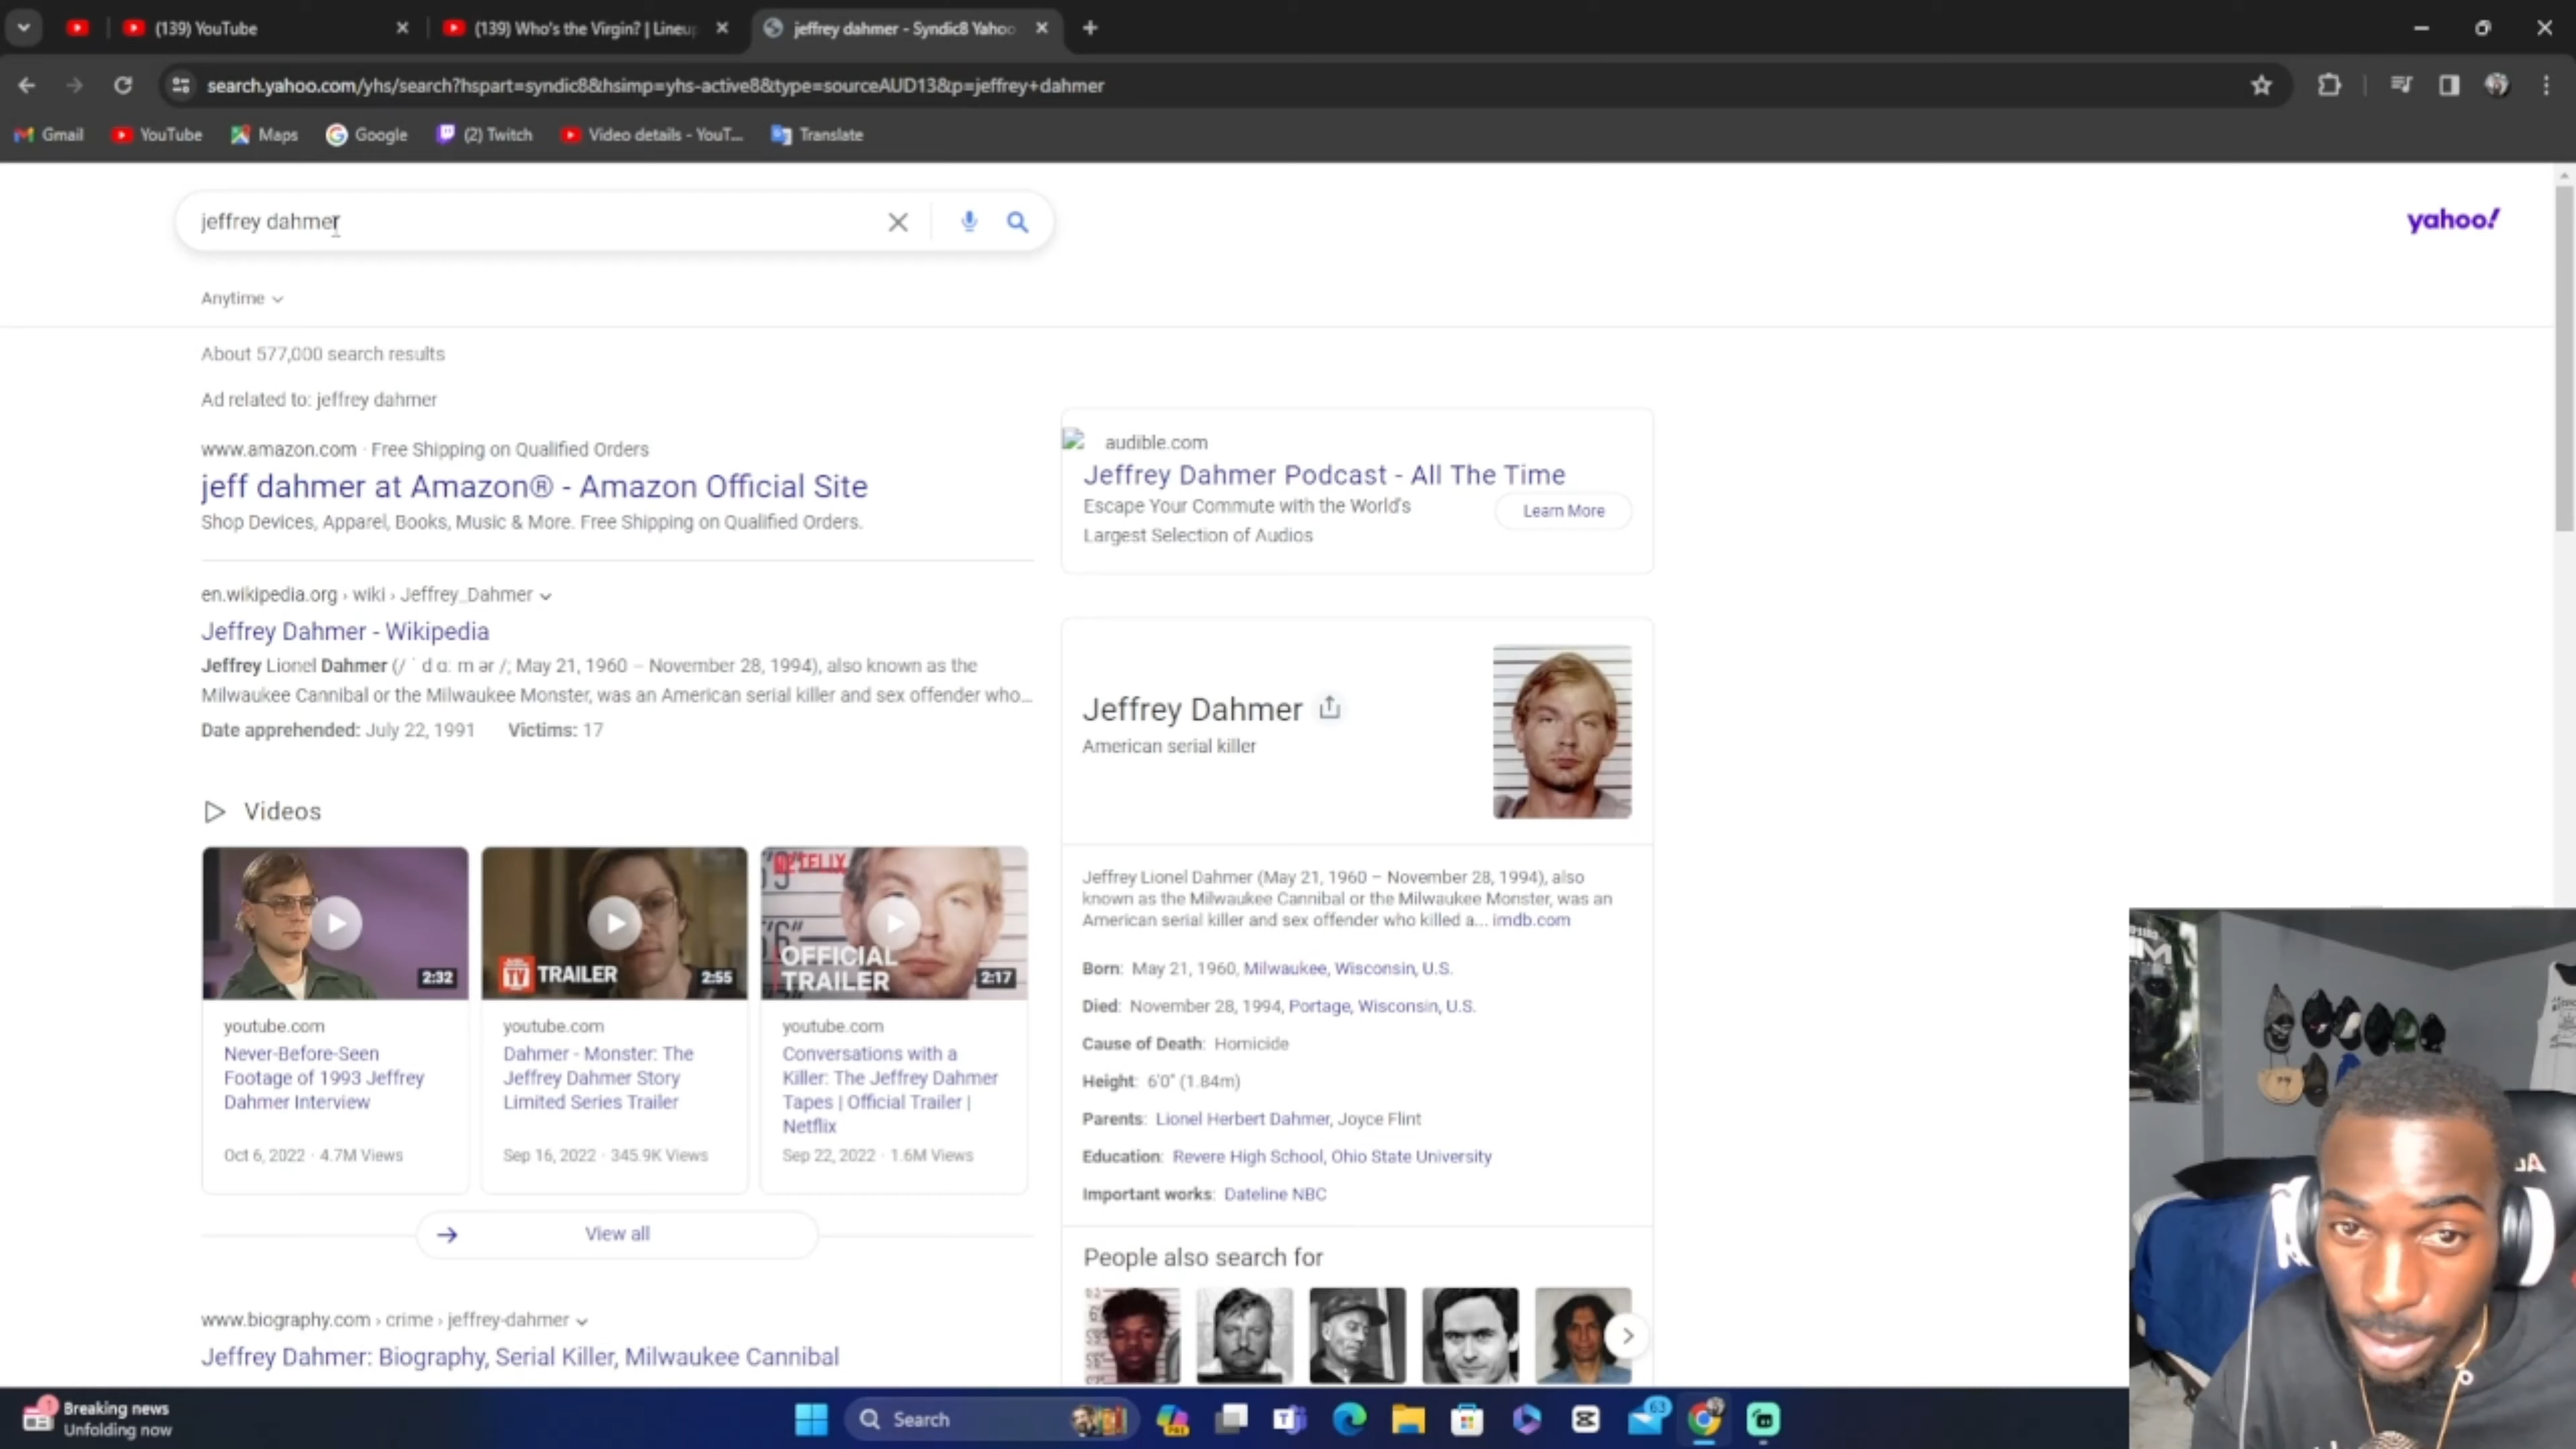 (139) YouTube
(139) Who's the Virgin? | Lineup
jeffrey dahmer - Syndic8 Yahoo
search.yahoo.com/yhs/search?hspart=syndic8&hsimp=yhs-active8&type=sourceAUD13&p=jeffrey+dahmer
Gmail
YouTube
Maps
Google
(2) Twitch
Video details - YouT...
Translate
jeffrey dahmer
yahoo!
Anytime
About 577,000 search results
Ad related to: jeffrey dahmer
www.amazon.com · Free Shipping on Qualified Orders
jeff dahmer at Amazon® - Amazon Official Site
Shop Devices, Apparel, Books, Music & More. Free Shipping on Qualified Orders.
en.wikipedia.org › wiki › Jeffrey_Dahmer
Jeffrey Dahmer - Wikipedia
Jeffrey Lionel Dahmer (/ ˈ d ɑː m ər /; May 21, 1960 – November 28, 1994), also known as the
Milwaukee Cannibal or the Milwaukee Monster, was an American serial killer and sex offender who...
Date apprehended: July 22, 1991 Victims: 17
Videos
NETFLIX
2:32
TV TRAILER
2:55
OFFICIAL
TRAILER
2:17
youtube.com
Never-Before-Seen
Footage of 1993 Jeffrey
Dahmer Interview
Oct 6, 2022 · 4.7M Views
youtube.com
Dahmer - Monster: The
Jeffrey Dahmer Story
Limited Series Trailer
Sep 16, 2022 · 345.9K Views
youtube.com
Conversations with a
Killer: The Jeffrey Dahmer
Tapes | Official Trailer |
Netflix
Sep 22, 2022 · 1.6M Views
View all
www.biography.com › crime › jeffrey-dahmer
Jeffrey Dahmer: Biography, Serial Killer, Milwaukee Cannibal
audible.com
Jeffrey Dahmer Podcast - All The Time
Escape Your Commute with the World's
Largest Selection of Audios
Learn More
Jeffrey Dahmer
American serial killer
Jeffrey Lionel Dahmer (May 21, 1960 – November 28, 1994), also
known as the Milwaukee Cannibal or the Milwaukee Monster, was an
American serial killer and sex offender who killed a... imdb.com
Born: May 21, 1960, Milwaukee, Wisconsin, U.S.
Died: November 28, 1994, Portage, Wisconsin, U.S.
Cause of Death: Homicide
Height: 6'0" (1.84m)
Parents: Lionel Herbert Dahmer, Joyce Flint
Education: Revere High School, Ohio State University
Important works: Dateline NBC
People also search for
Breaking news
Unfolding now
Search
63